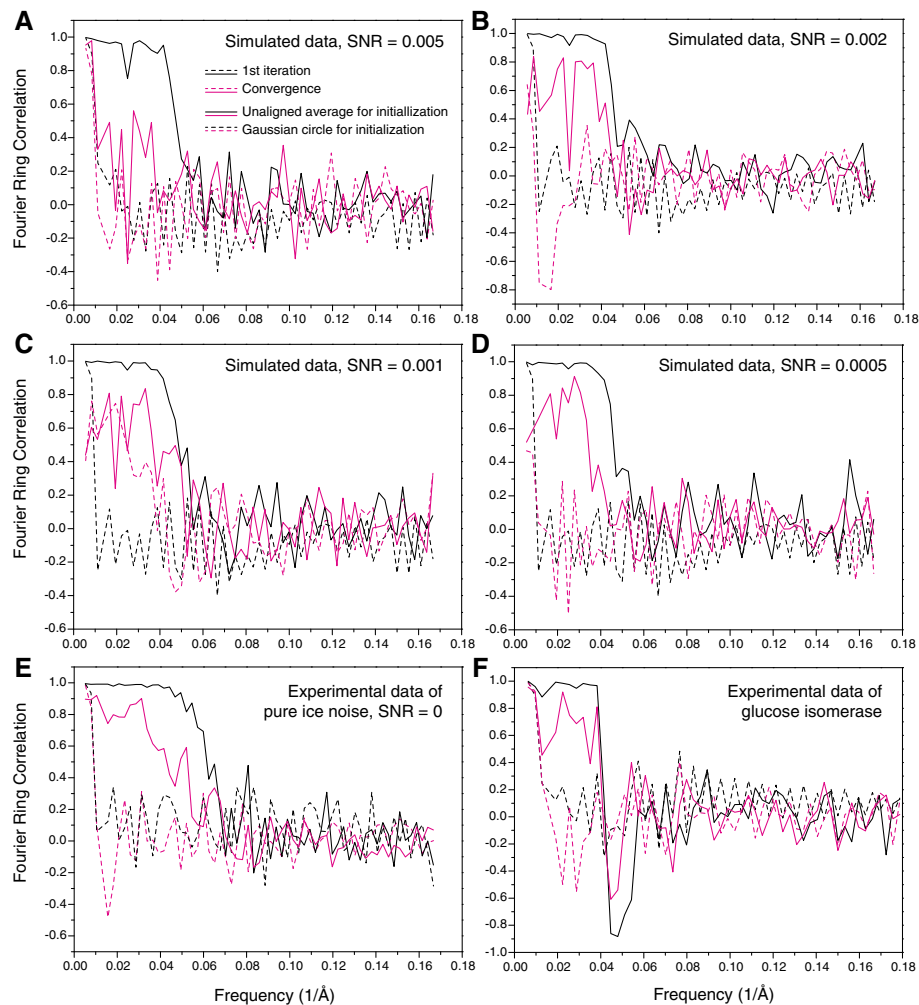 A
Simulated data, SNR = 0.005
1st iteration
Convergence
Unaligned average for initiallization
Gaussian circle for initialization
Fourier Ring Correlation
1.0
0.8
0.6
0.4
0.2
0.0
-0.2
-0.4
-0.6
0.00 0.02 0.04 0.06 0.08 0.10 0.12 0.14 0.16 0.18
B
Simulated data, SNR = 0.002
1.0
0.8
0.6
0.4
0.2
0.0
-0.2
-0.4
-0.6
-0.8
0.00 0.02 0.04 0.06 0.08 0.10 0.12 0.14 0.16 0.18
C
Simulated data, SNR = 0.001
Fourier Ring Correlation
1.0
0.8
0.6
0.4
0.2
0.0
-0.2
-0.4
-0.6
0.00 0.02 0.04 0.06 0.08 0.10 0.12 0.14 0.16 0.18
D
Simulated data, SNR = 0.0005
1.0
0.8
0.6
0.4
0.2
0.0
-0.2
-0.4
-0.6
0.00 0.02 0.04 0.06 0.08 0.10 0.12 0.14 0.16 0.18
E
Experimental data of
pure ice noise, SNR = 0
Fourier Ring Correlation
1.0
0.8
0.6
0.4
0.2
0.0
-0.2
-0.4
-0.6
0.00 0.02 0.04 0.06 0.08 0.10 0.12 0.14 0.16 0.18
Frequency (1/Å)
F
Experimental data of
glucose isomerase
1.0
0.8
0.6
0.4
0.2
0.0
-0.2
-0.4
-0.6
-0.8
-1.0
0.00 0.02 0.04 0.06 0.08 0.10 0.12 0.14 0.16 0.18
Frequency (1/Å)